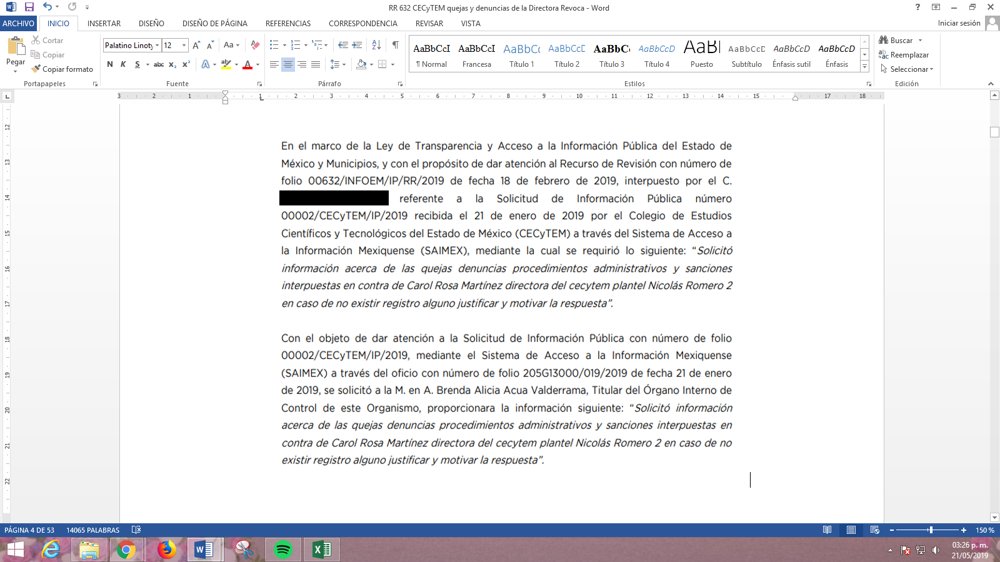 RR 632 CECyTEM quejas y denuncias de la Directora Revoca - Word
ARCHIVO INICIO INSERTAR DISEÑO DISEÑO DE PÁGINA REFERENCIAS CORRESPONDENCIA REVISAR VISTA Iniciar sesión
Pegar
Cortar
Copiar
Copiar formato
Portapapeles
Palatino Linoty 12
N K S abc x₂ x²
Fuente
Párrafo
AaBbCcI AaBbCcI AaBbCc AaBbCcD AaBbC AaBbCcD AaBbI AaBbCcD AaBbCcD AaBbCcD
¶ Normal Francesa Título 1 Título 2 Título 3 Título 4 Puesto Subtítulo Énfasis sutil Énfasis
Estilos
Buscar
Reemplazar
Seleccionar
Edición
3 2 1 1 2 3 4 5 6 7 8 9 10 11 12 13 14 15 17 18
12
13
14
15
16
17
18
19
20
21
22
En el marco de la Ley de Transparencia y Acceso a la Información Pública del Estado de
México y Municipios, y con el propósito de dar atención al Recurso de Revisión con número de
folio 00632/INFOEM/IP/RR/2019 de fecha 18 de febrero de 2019, interpuesto por el C.
referente a la Solicitud de Información Pública número
00002/CECyTEM/IP/2019 recibida el 21 de enero de 2019 por el Colegio de Estudios
Científicos y Tecnológicos del Estado de México (CECyTEM) a través del Sistema de Acceso a
la Información Mexiquense (SAIMEX), mediante la cual se requirió lo siguiente: “Solicitó
información acerca de las quejas denuncias procedimientos administrativos y sanciones
interpuestas en contra de Carol Rosa Martínez directora del cecytem plantel Nicolás Romero 2
en caso de no existir registro alguno justificar y motivar la respuesta”.
Con el objeto de dar atención a la Solicitud de Información Pública con número de folio
00002/CECyTEM/IP/2019, mediante el Sistema de Acceso a la Información Mexiquense
(SAIMEX) a través del oficio con número de folio 205G13000/019/2019 de fecha 21 de enero
de 2019, se solicitó a la M. en A. Brenda Alicia Acua Valderrama, Titular del Órgano Interno de
Control de este Organismo, proporcionara la información siguiente: “Solicitó información
acerca de las quejas denuncias procedimientos administrativos y sanciones interpuestas en
contra de Carol Rosa Martínez directora del cecytem plantel Nicolás Romero 2 en caso de no
existir registro alguno justificar y motivar la respuesta”.
PÁGINA 4 DE 53 14065 PALABRAS 150 %
03:26 p. m.
21/05/2019